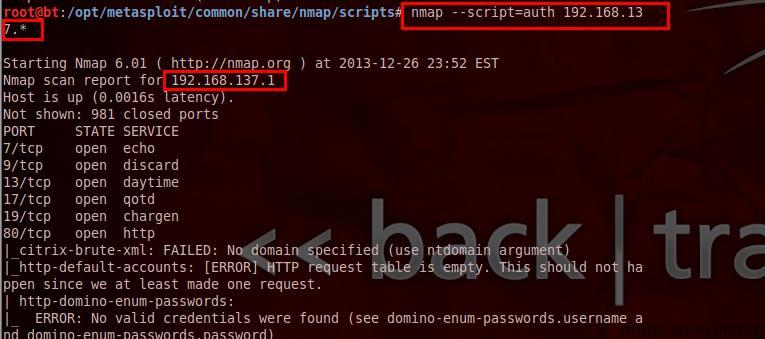 root@bt:/opt/metasploit/common/share/nmap/scripts# nmap --script=auth 192.168.13
7.*
Starting Nmap 6.01 ( http://nmap.org ) at 2013-12-26 23:52 EST
Nmap scan report for 192.168.137.1
Host is up (0.0016s latency).
Not shown: 981 closed ports
PORT     STATE SERVICE
7/tcp    open  echo
9/tcp    open  discard
13/tcp   open  daytime
17/tcp   open  qotd
19/tcp   open  chargen
80/tcp   open  http
<< back | tra
|_citrix-brute-xml: FAILED: No domain specified (use ntdomain argument)
|_http-default-accounts: [ERROR] HTTP request table is empty. This should not ha
ppen since we at least made one request.
| http-domino-enum-passwords:
|_  ERROR: No valid credentials were found (see domino-enum-passwords.username a
nd domino-enum-passwords.password)